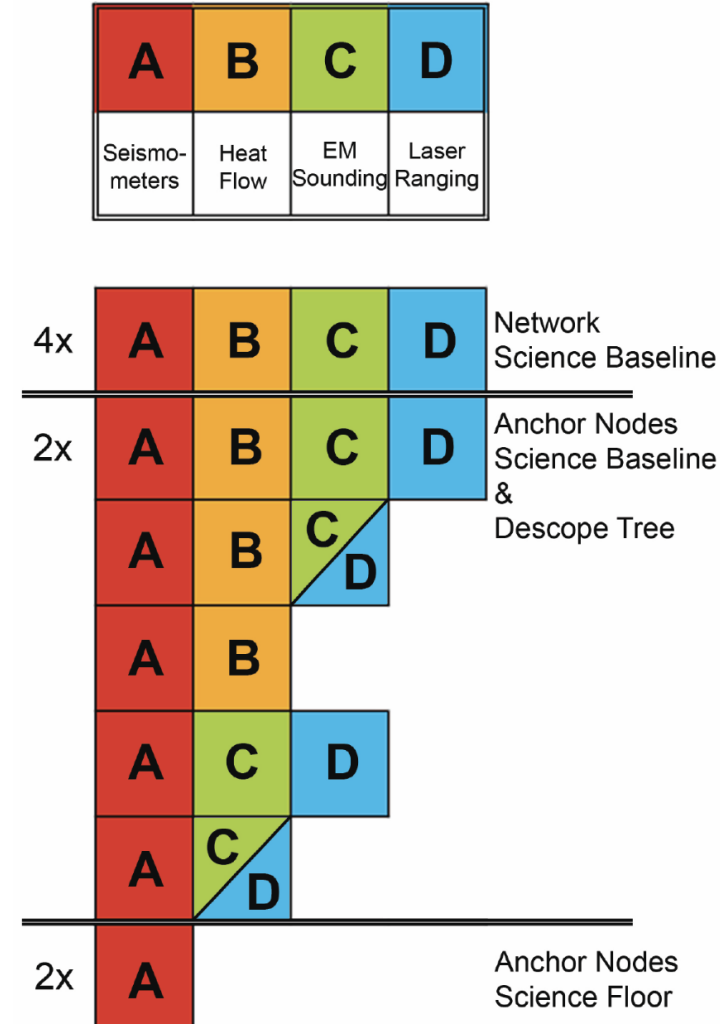 A B C D
Seismo- Heat EM Laser
meters Flow Sounding Ranging
4x A B C D Network
Science Baseline
2x A B C D Anchor Nodes
Science Baseline
&
Descope Tree
A B C D
A B
A C D
A C D
2x A Anchor Nodes
Science Floor